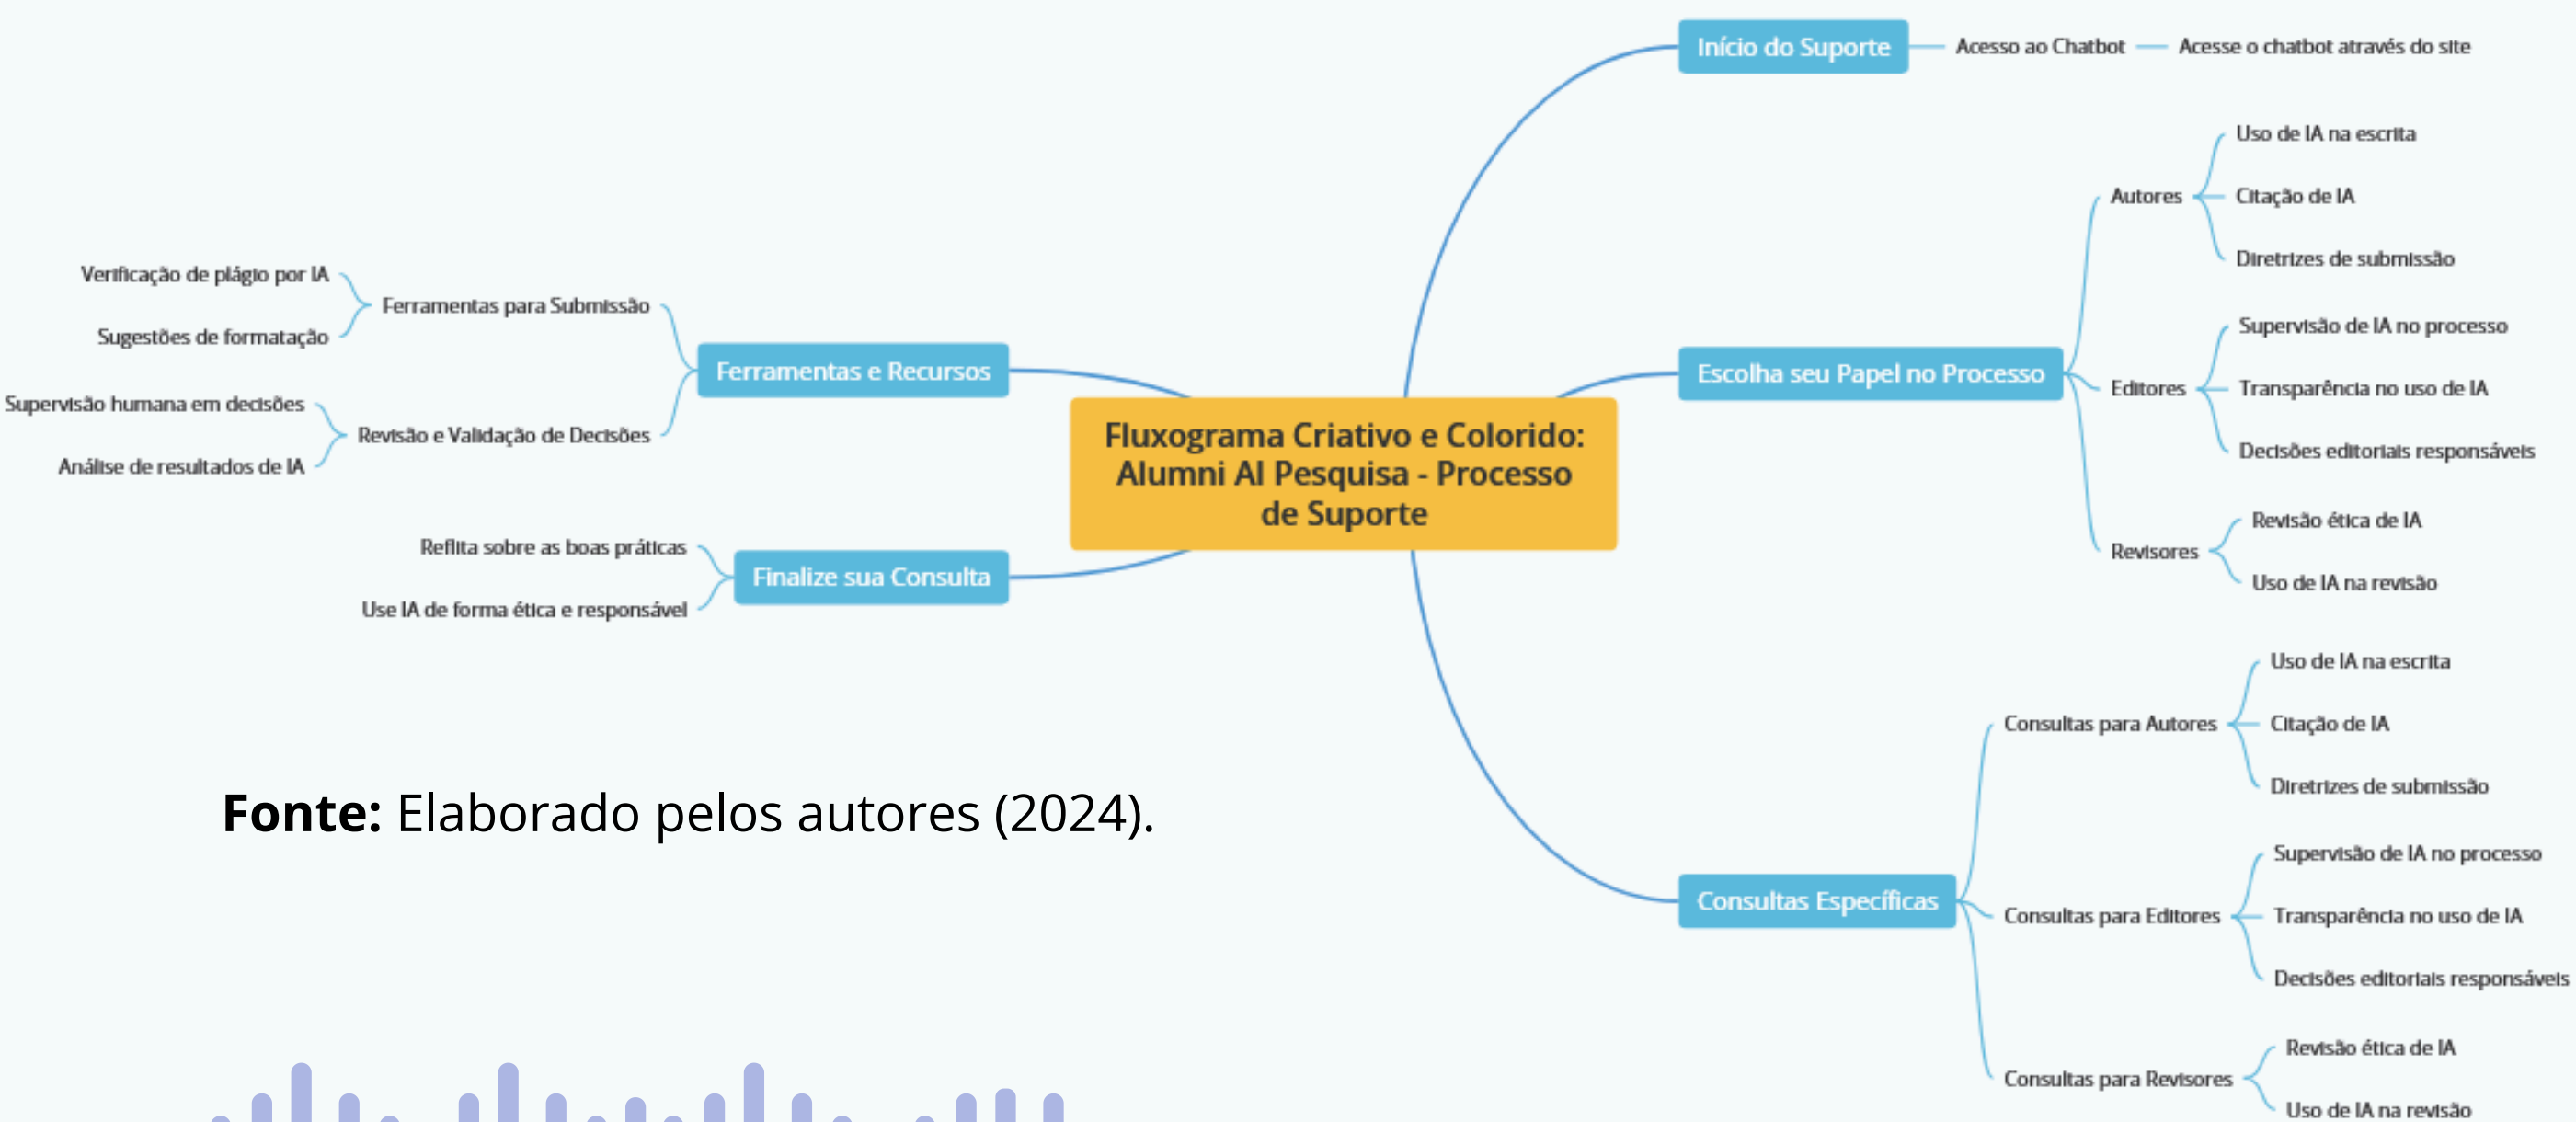 Início do Suporte
Acesso ao Chatbot
Acesse o chatbot através do site
Escolha seu Papel no Processo
Autores
Uso de IA na escrita
Citação de IA
Diretrizes de submissão
Editores
Supervisão de IA no processo
Transparência no uso de IA
Decisões editoriais responsáveis
Revisores
Revisão ética de IA
Uso de IA na revisão
Fluxograma Criativo e Colorido:
Alumni AI Pesquisa - Processo
de Suporte
Ferramentas e Recursos
Ferramentas para Submissão
Verificação de plágio por IA
Sugestões de formatação
Revisão e Validação de Decisões
Supervisão humana em decisões
Análise de resultados de IA
Finalize sua Consulta
Reflita sobre as boas práticas
Use IA de forma ética e responsável
Consultas Específicas
Consultas para Autores
Uso de IA na escrita
Citação de IA
Diretrizes de submissão
Consultas para Editores
Supervisão de IA no processo
Transparência no uso de IA
Decisões editoriais responsáveis
Consultas para Revisores
Revisão ética de IA
Uso de IA na revisão
Fonte: Elaborado pelos autores (2024).